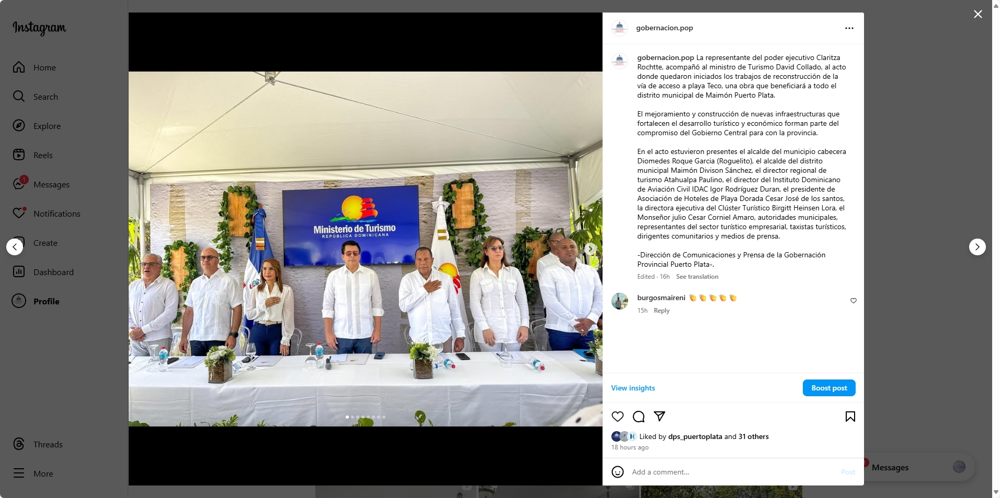 Instagram
Home
Search
Explore
Reels
1
Messages
Notifications
Create
Dashboard
Profile
Threads
More
Ministerio de Turismo
REPÚBLICA DOMINICANA
gobernacion.pop
gobernacion.pop La representante del poder ejecutivo Claritza
Rochtte, acompañó al ministro de Turismo David Collado, al acto
donde quedaron iniciados los trabajos de reconstrucción de la
vía de acceso a playa Teco, una obra que beneficiará a todo el
distrito municipal de Maimón Puerto Plata.
El mejoramiento y construcción de nuevas infraestructuras que
fortalecen el desarrollo turístico y económico forman parte del
compromiso del Gobierno Central para con la provincia.
En el acto estuvieron presentes el alcalde del municipio cabecera
Diomedes Roque Garcia (Roguelito), el alcalde del distrito
municipal Maimón Divison Sánchez, el director regional de
turismo Atahualpa Paulino, el director del Instituto Dominicano
de Aviación Civil IDAC Igor Rodríguez Duran, el presidente de
Asociación de Hoteles de Playa Dorada Cesar José de los santos,
la directora ejecutiva del Clúster Turístico Birgitt Heinsen Lora, el
Monseñor julio Cesar Corniel Amaro, autoridades municipales,
representantes del sector turístico empresarial, taxistas turísticos,
dirigentes comunitarios y medios de prensa.
-Dirección de Comunicaciones y Prensa de la Gobernación
Provincial Puerto Plata-.
Edited · 16h See translation
burgosmaireni 👏👏👏👏👏
15h Reply
View insights
Boost post
Liked by dps_puertoplata and 31 others
18 hours ago
Add a comment...
Post
Messages